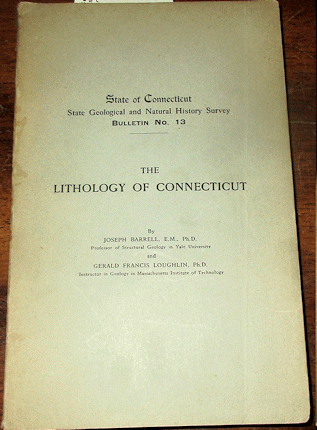 State of Connecticut
State Geological and Natural History Survey
BULLETIN NO. 13
THE
LITHOLOGY OF CONNECTICUT
By
JOSEPH BARRELL, E.M., Ph.D.
Professor of Structural Geology in Yale University
and
GERALD FRANCIS LOUGHLIN, Ph.D.
Instructor in Geology in Massachusetts Institute of Technology